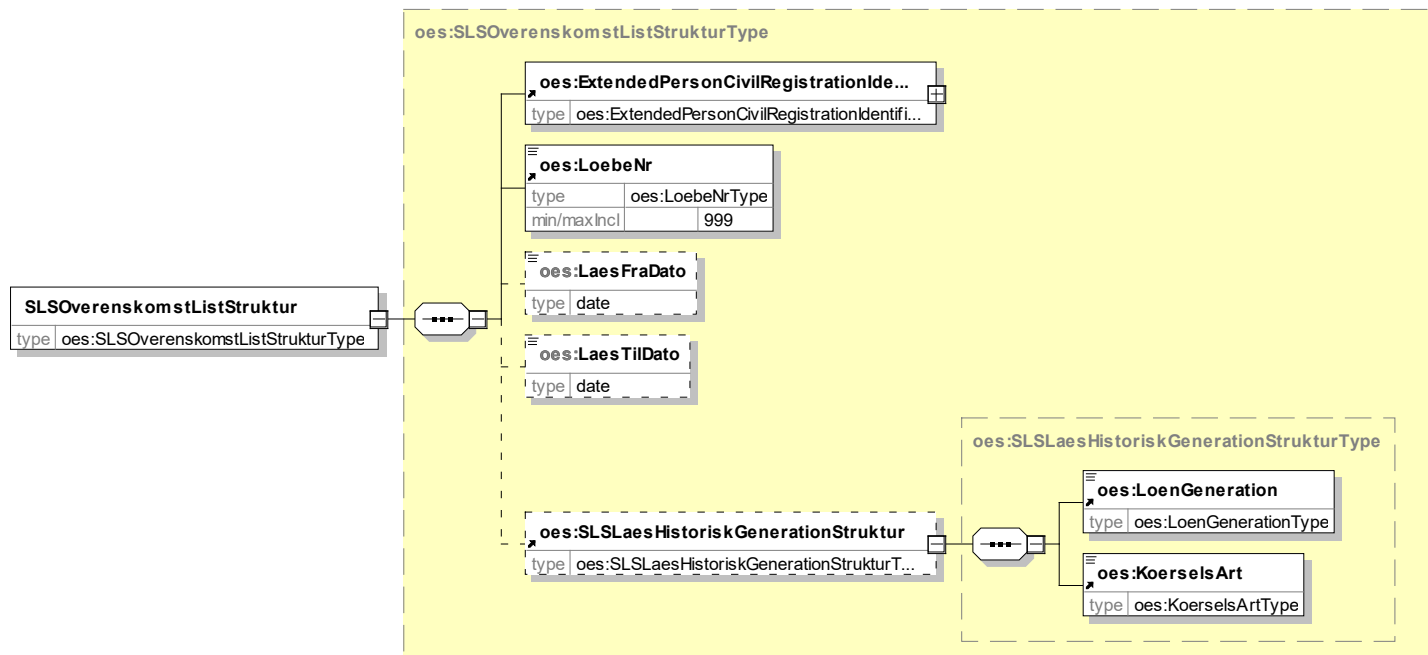 oes:SLSOverenskomstListStrukturType
oes:ExtendedPersonCivilRegistrationIde...
type oes:ExtendedPersonCivilRegistrationIdentifi...
oes:LoebeNr
type oes:LoebeNrType
min/maxIncl 999
oes:LaesFraDato
type date
SLSOverenskomstListStruktur
type oes:SLSOverenskomstListStrukturType
oes:LaesTilDato
type date
oes:SLSLaesHistoriskGenerationStruktur
type oes:SLSLaesHistoriskGenerationStrukturT...
oes:SLSLaesHistoriskGenerationStrukturType
oes:LoenGeneration
type oes:LoenGenerationType
oes:KoerselsArt
type oes:KoerselsArtType